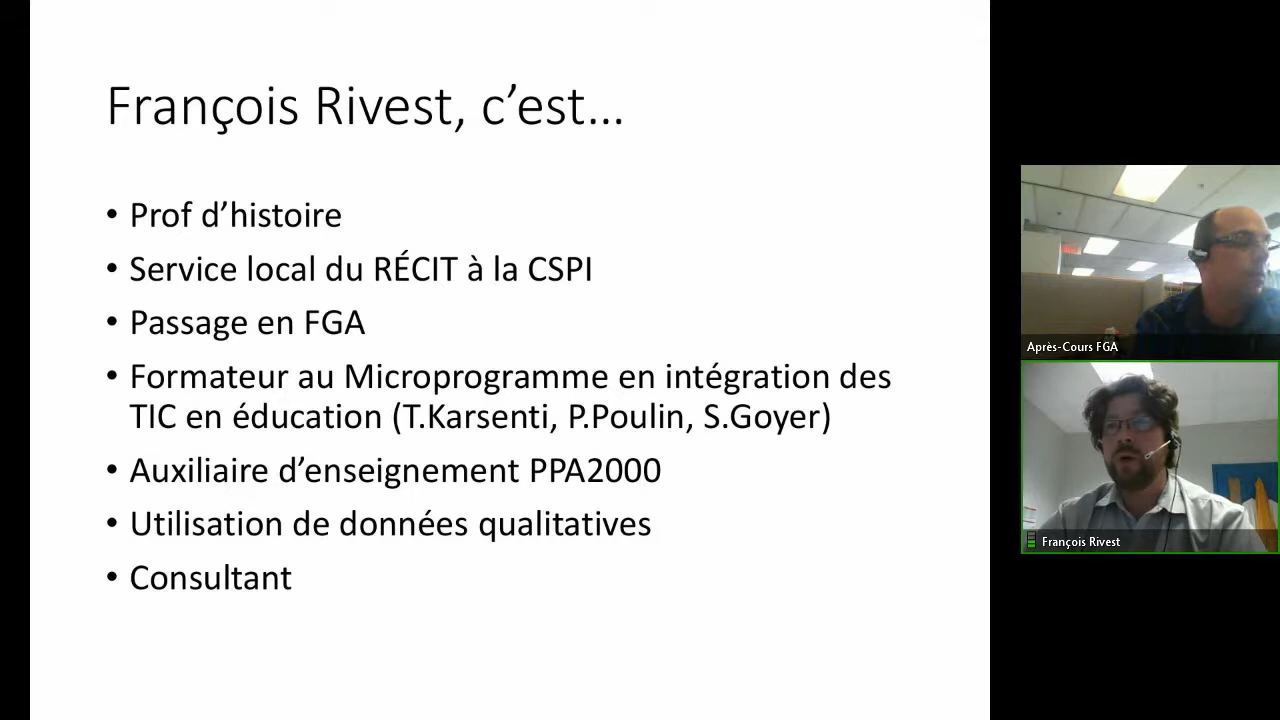 François Rivest, c’est…
• Prof d’histoire
• Service local du RÉCIT à la CSPI
• Passage en FGA
• Formateur au Microprogramme en intégration des
TIC en éducation (T.Karsenti, P.Poulin, S.Goyer)
• Auxiliaire d’enseignement PPA2000
• Utilisation de données qualitatives
• Consultant
Après-Cours FGA
François Rivest